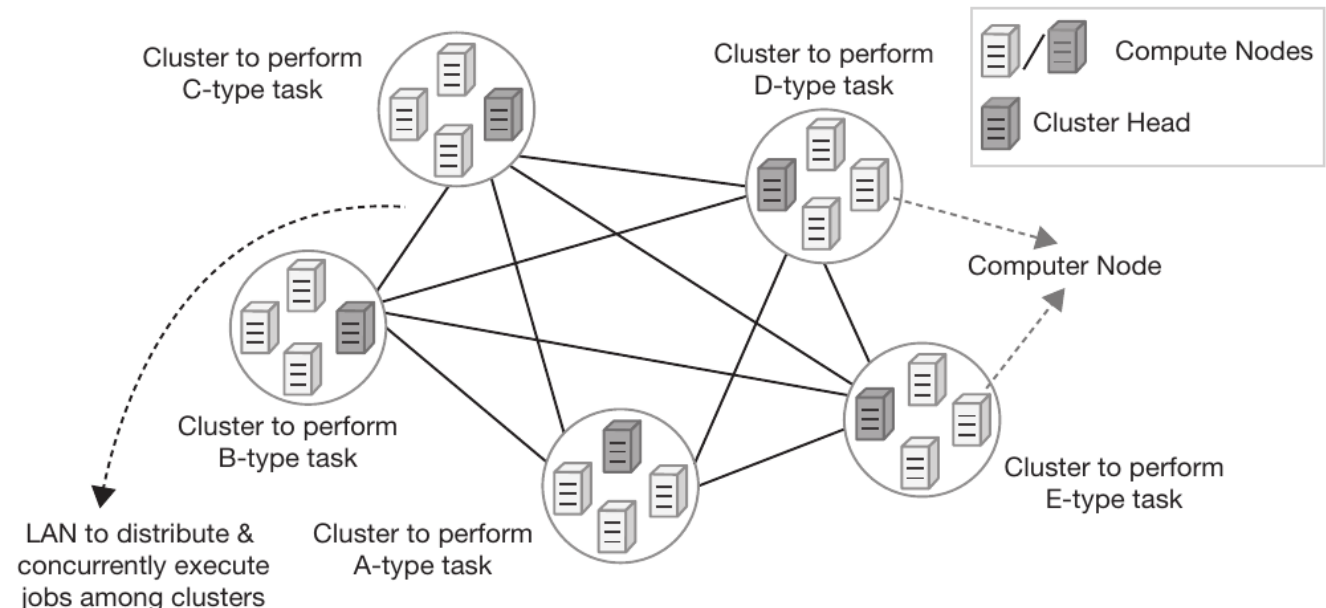 Cluster to perform
C-type task
Cluster to perform
D-type task
/
Compute Nodes
Cluster Head
Computer Node
Cluster to perform
B-type task
Cluster to perform
E-type task
LAN to distribute &
concurrently execute
jobs among clusters
Cluster to perform
A-type task